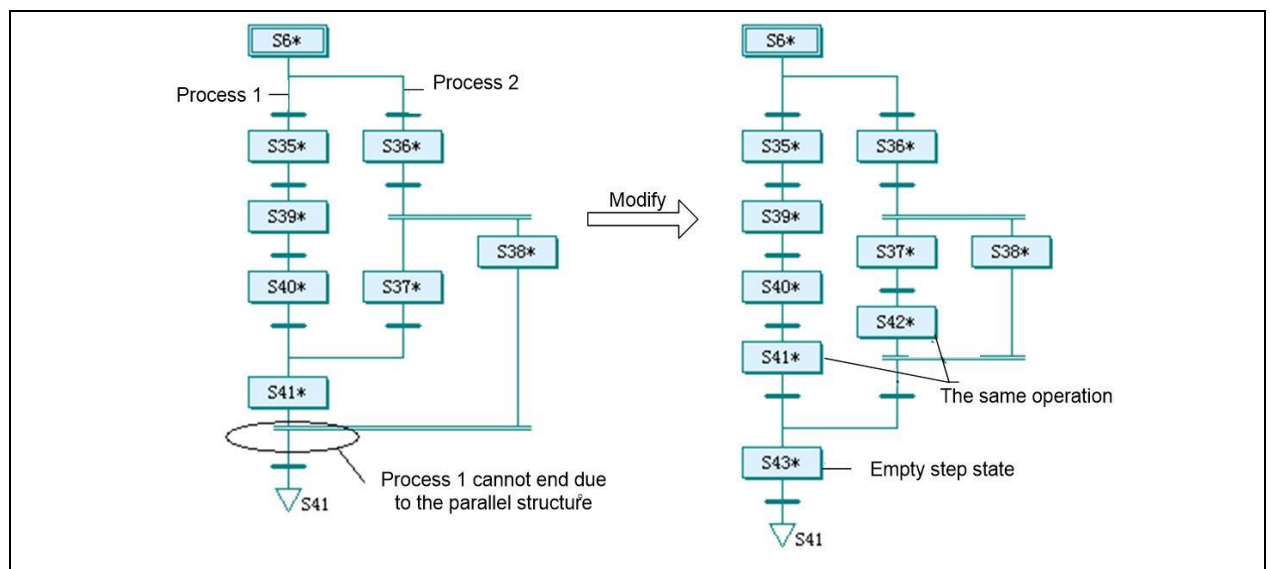 S6*
Process 1
Process 2
S35*
S36*
S39*
S38*
S40*
S37*
S41*
Process 1 cannot end due
to the parallel structure
S41
Modify
S6*
S35*
S36*
S39*
S37*
S38*
S40*
S42*
S41*
The same operation
S43*
Empty step state
S41